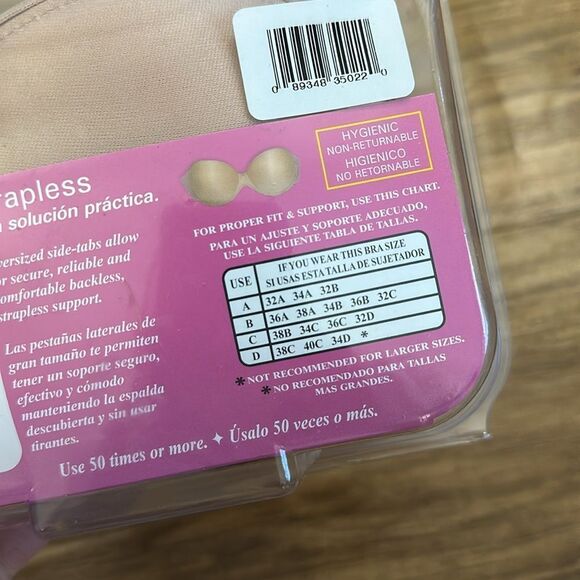 0 89348 35022 0
HYGIENIC
NON-RETURNABLE
HIGIENICO
NO RETORNABLE
rapless
solución práctica.
FOR PROPER FIT & SUPPORT, USE THIS CHART.
PARA UN AJUSTE Y SOPORTE ADECUADO,
USE LA SIGUIENTE TABLA DE TALLAS.
USE IF YOU WEAR THIS BRA SIZE
SI USAS ESTA TALLA DE SUJETADOR
A 32A 34A 32B
B 36A 38A 34B 36B 32C
C 38B 34C 36C 32D
D 38C 40C 34D *
*NOT RECOMMENDED FOR LARGER SIZES.
*NO RECOMENDADO PARA TALLAS
MAS GRANDES.
versized side-tabs allow
r secure, reliable and
omfortable backless,
strapless support.
Las pestañas laterales de
gran tamaño te permiten
tener un soporte seguro,
efectivo y cómodo
manteniendo la espalda
descubierta y sin usar
tirantes.
Use 50 times or more. ✦ Úsalo 50 veces o más.